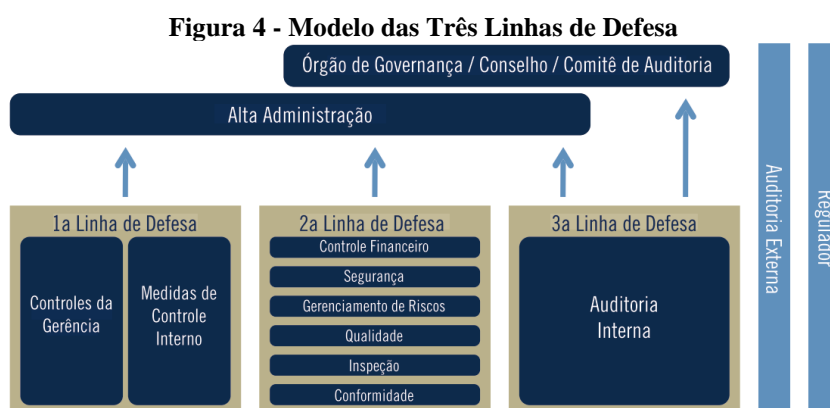 Figura 4 - Modelo das Três Linhas de Defesa
Órgão de Governança / Conselho / Comitê de Auditoria
Alta Administração
1a Linha de Defesa
Controles da
Gerência
Medidas de
Controle
Interno
2a Linha de Defesa
Controle Financeiro
Segurança
Gerenciamento de Riscos
Qualidade
Inspeção
Conformidade
3a Linha de Defesa
Auditoria
Interna
Auditoria Externa
Regulador